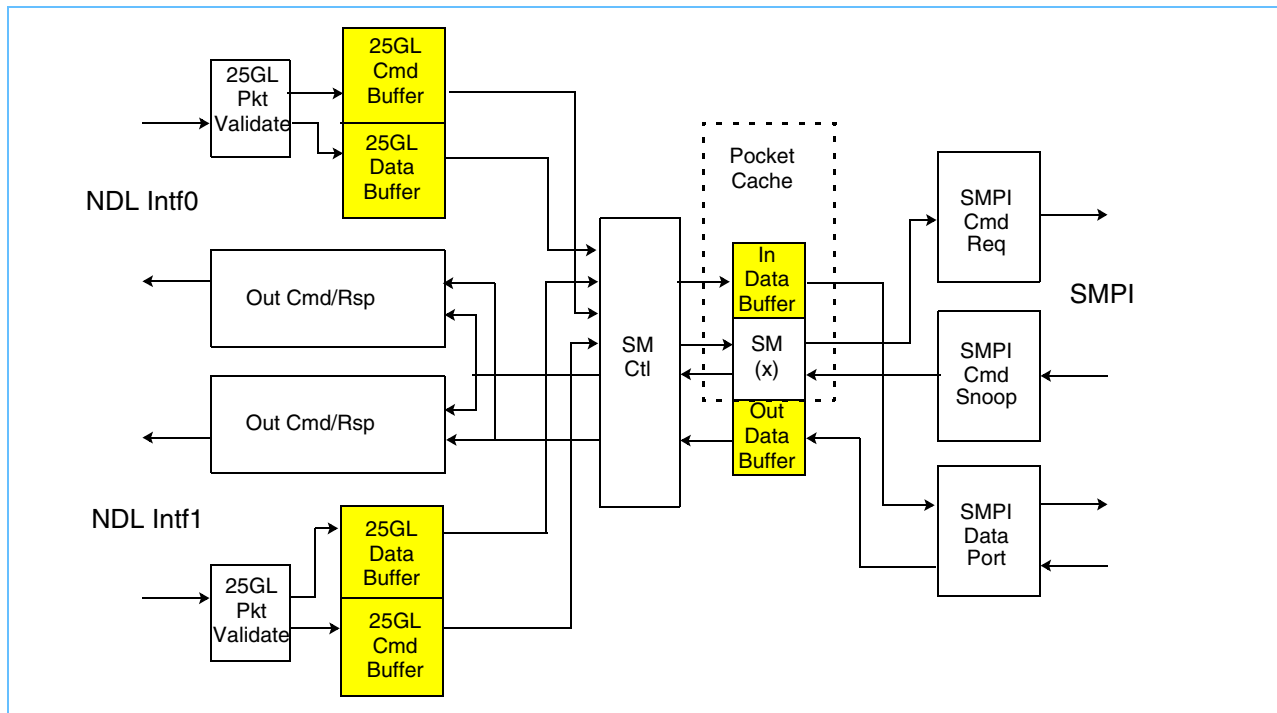 25GL
Pkt
Validate
25GL
Cmd
Buffer
25GL
Data
Buffer
NDL Intf0
Out Cmd/Rsp
Out Cmd/Rsp
NDL Intf1
25GL
Pkt
Validate
25GL
Data
Buffer
25GL
Cmd
Buffer
SM
Ctl
Pocket
Cache
In
Data
Buffer
SM
(x)
Out
Data
Buffer
SMPI
Cmd
Req
SMPI
SMPI
Cmd
Snoop
SMPI
Data
Port